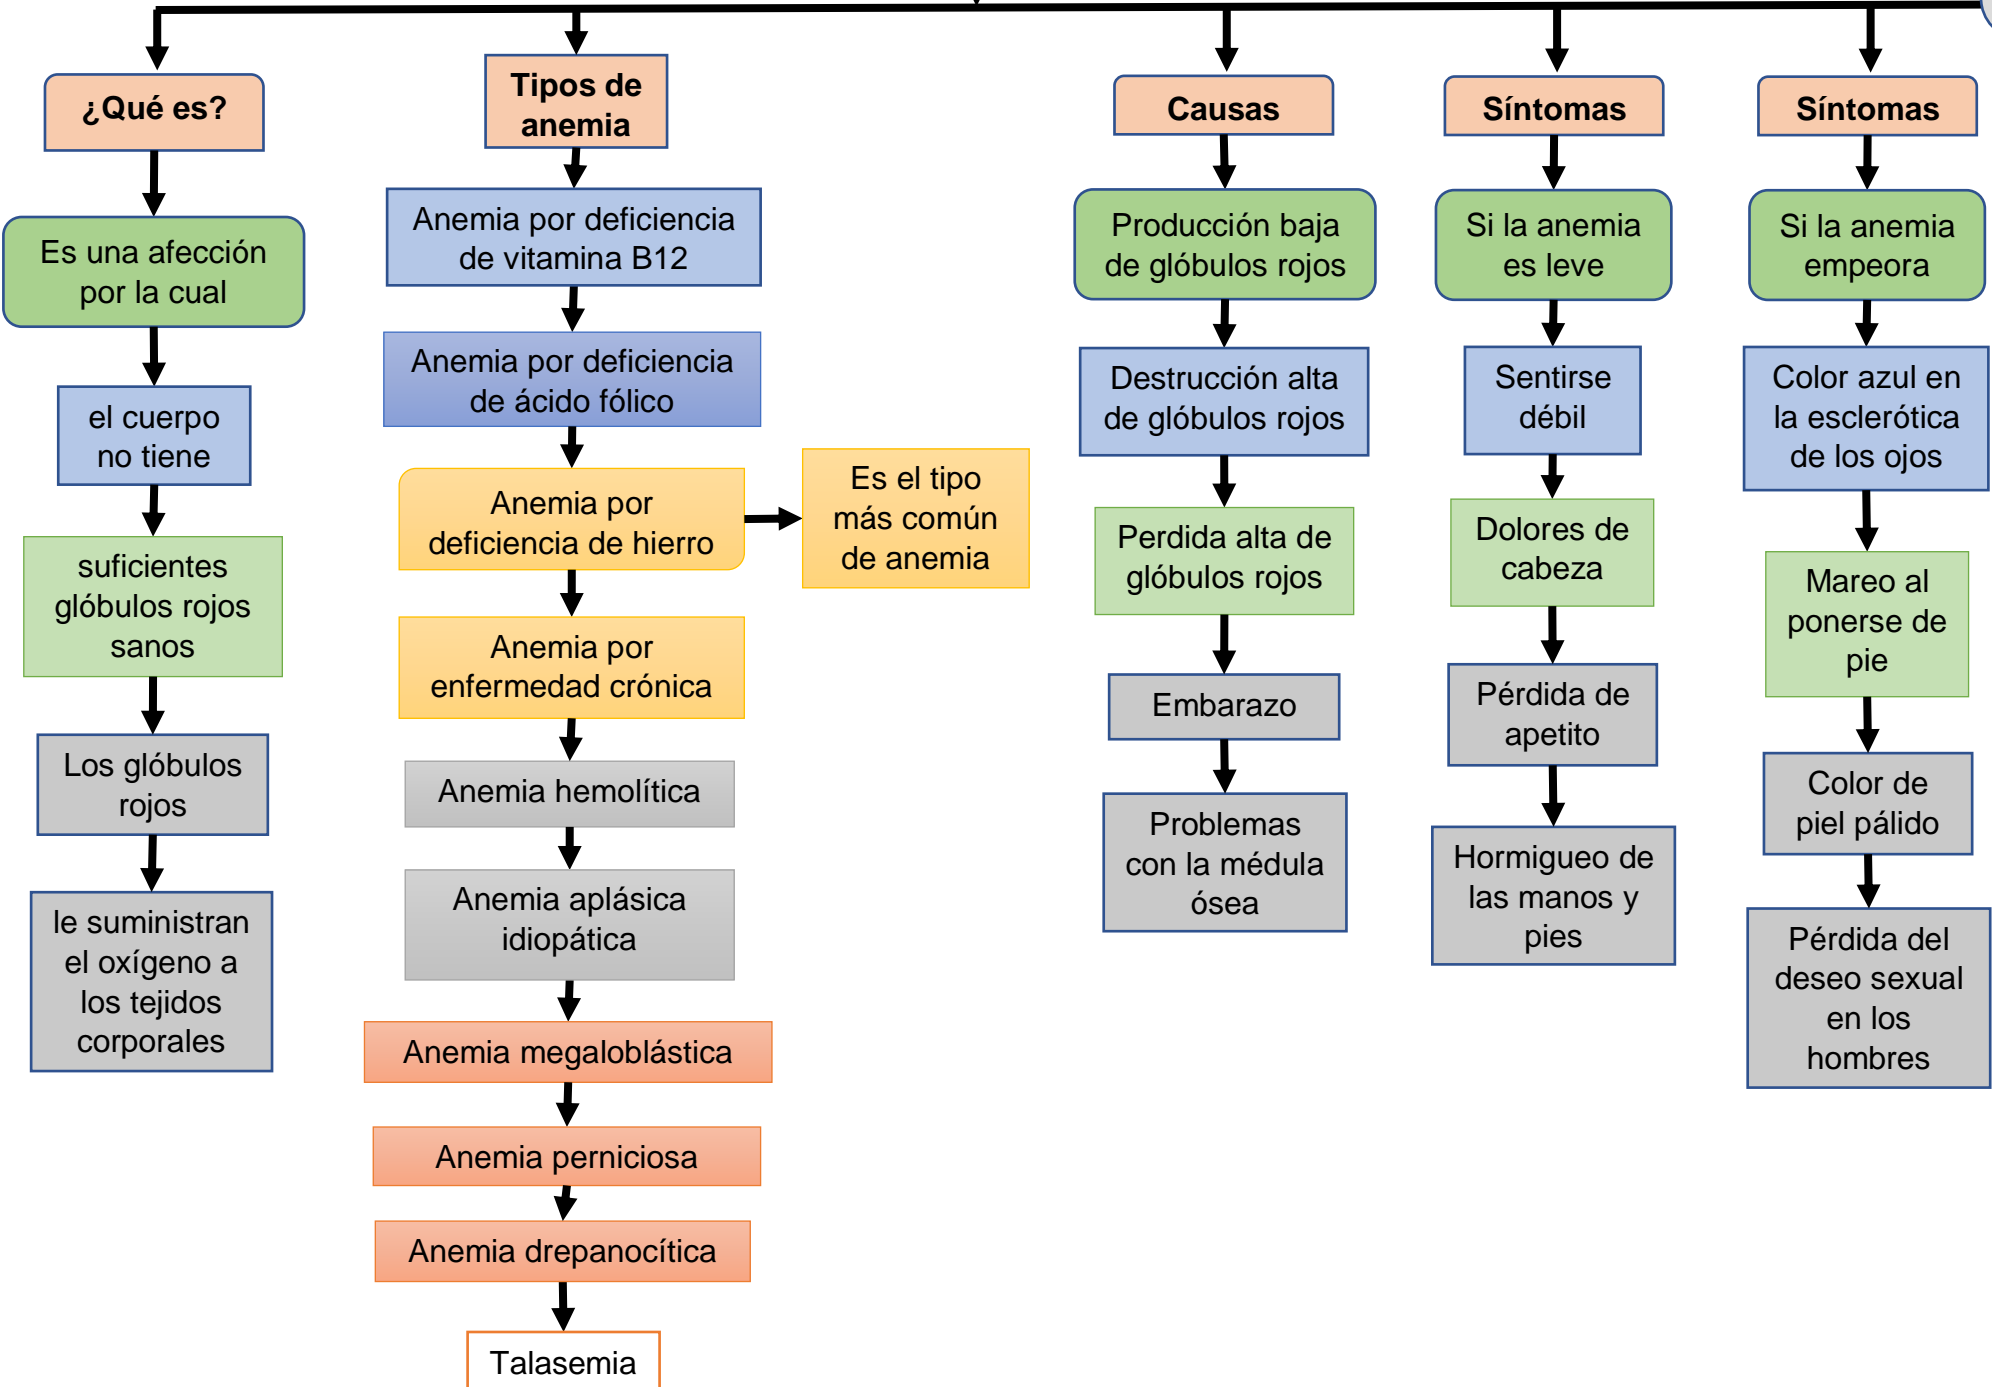 ¿Qué es?
Es una afección
por la cual
el cuerpo
no tiene
suficientes
glóbulos rojos
sanos
Los glóbulos
rojos
le suministran
el oxígeno a
los tejidos
corporales
Tipos de
anemia
Anemia por deficiencia
de vitamina B12
Anemia por deficiencia
de ácido fólico
Anemia por
deficiencia de hierro
Es el tipo
más común
de anemia
Anemia por
enfermedad crónica
Anemia hemolítica
Anemia aplásica
idiopática
Anemia megaloblástica
Anemia perniciosa
Anemia drepanocítica
Talasemia
Causas
Producción baja
de glóbulos rojos
Destrucción alta
de glóbulos rojos
Perdida alta de
glóbulos rojos
Embarazo
Problemas
con la médula
ósea
Síntomas
Si la anemia
es leve
Sentirse
débil
Dolores de
cabeza
Pérdida de
apetito
Hormigueo de
las manos y
pies
Síntomas
Si la anemia
empeora
Color azul en
la esclerótica
de los ojos
Mareo al
ponerse de
pie
Color de
piel pálido
Pérdida del
deseo sexual
en los
hombres